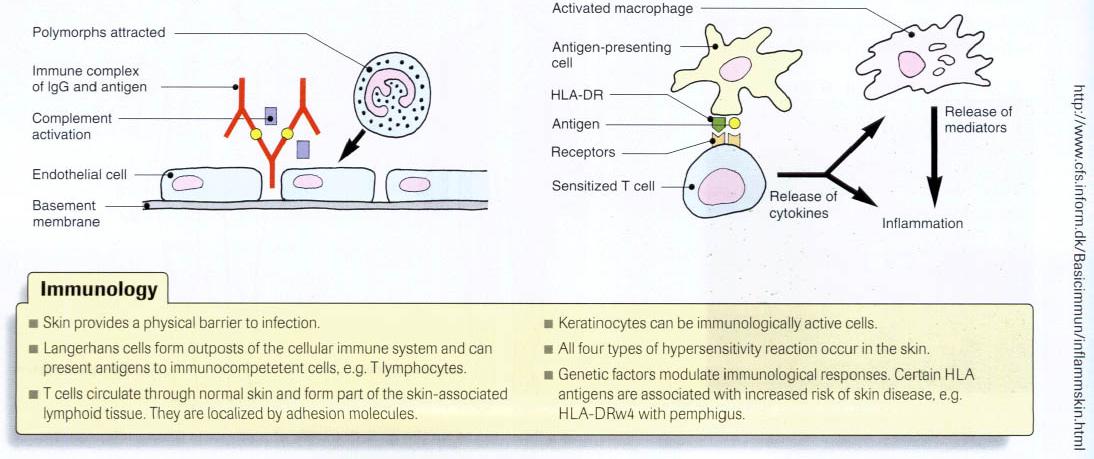 Polymorphs attracted
Immune complex
of IgG and antigen
Complement
activation
Endothelial cell
Basement
membrane
Activated macrophage
Antigen-presenting
cell
HLA-DR
Antigen
Receptors
Sensitized T cell
Release of
cytokines
Release of
mediators
Inflammation
Immunology
■ Skin provides a physical barrier to infection.
■ Langerhans cells form outposts of the cellular immune system and can
present antigens to immunocompetetent cells, e.g. T lymphocytes.
■ T cells circulate through normal skin and form part of the skin-associated
lymphoid tissue. They are localized by adhesion molecules.
■ Keratinocytes can be immunologically active cells.
■ All four types of hypersensitivity reaction occur in the skin.
■ Genetic factors modulate immunological responses. Certain HLA
antigens are associated with increased risk of skin disease, e.g.
HLA-DRw4 with pemphigus.
http://www.cfs.inform.dk/Basicimmun/inflammskin.html